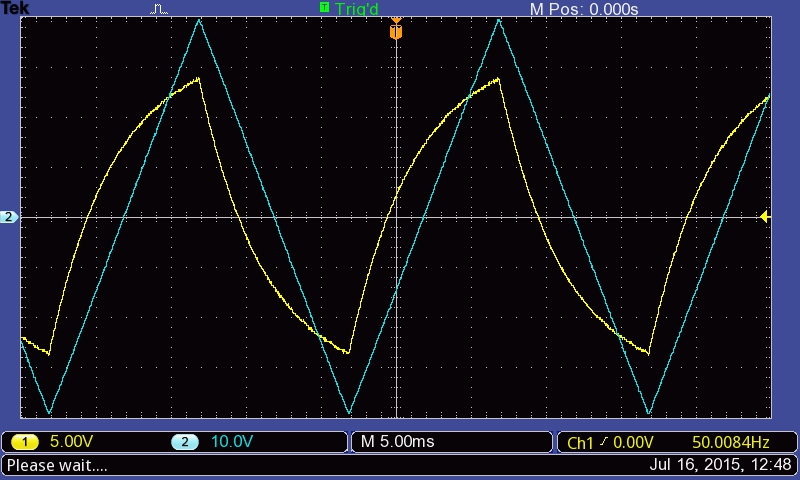 Tek T Trig'd M Pos: 0.000s
T
2
1 5.00V 2 10.0V M 5.00ms Ch1 0.00V 50.0084Hz
Please wait.... Jul 16, 2015, 12:48